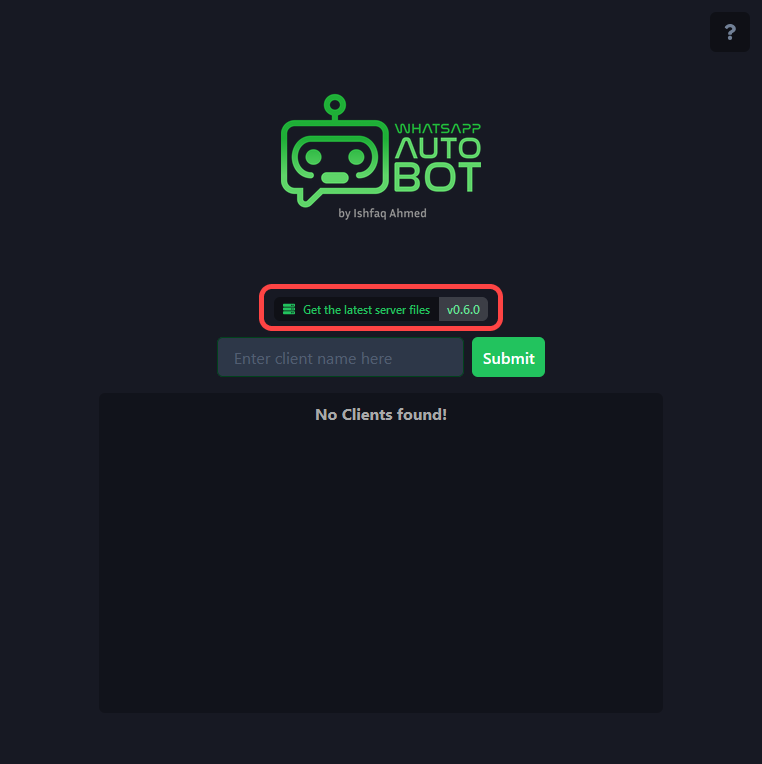 ?
WHATSAPP
AUTO
BOT
by Ishfaq Ahmed
Get the latest server files v0.6.0
Enter client name here Submit
No Clients found!